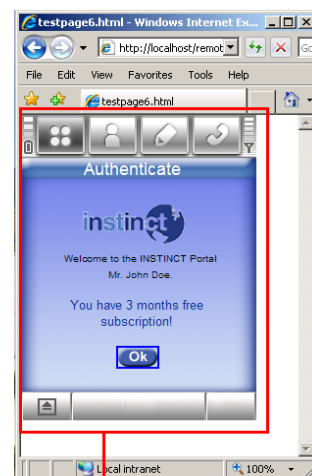 testpage6.html - Windows Internet Ex...
http://localhost/remot
File Edit View Favorites Tools Help
testpage6.html
Authenticate
instinct
Welcome to the INSTINCT Portal
Mr. John Doe.
You have 3 months free
subscription!
Ok
Local intranet 100%